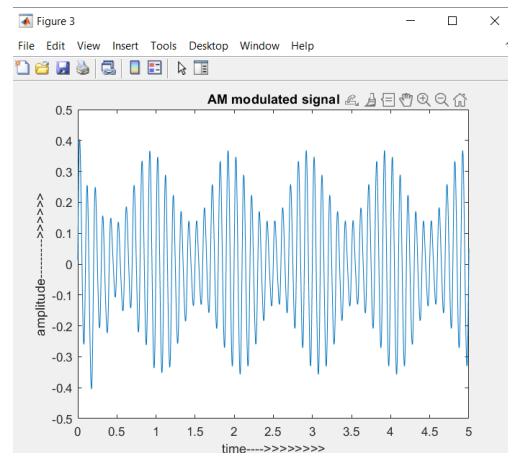 Figure 3
File Edit View Insert Tools Desktop Window Help
AM modulated signal
0.5
0.4
0.3
0.2
0.1
0
-0.1
-0.2
-0.3
-0.4
-0.5
amplitude-------->>>>>>
0 0.5 1 1.5 2 2.5 3 3.5 4 4.5 5
time---->>>>>>>>